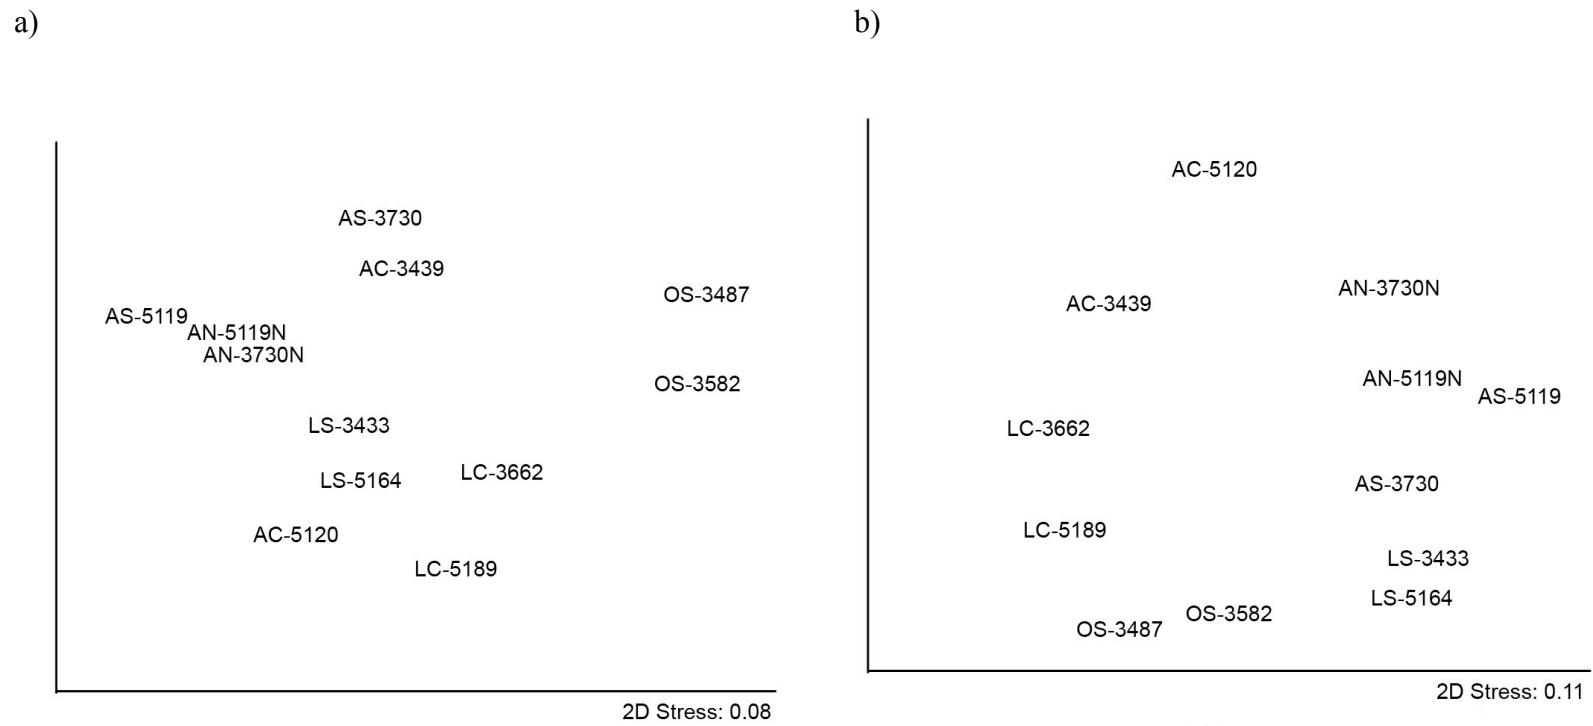 a)
AS-3730
AC-3439
OS-3487
AS-5119
AN-5119N
AN-3730N
OS-3582
LS-3433
LC-3662
LS-5164
AC-5120
LC-5189
2D Stress: 0.08
b)
AC-5120
AN-3730N
AC-3439
AN-5119N
AS-5119
LC-3662
AS-3730
LC-5189
LS-3433
LS-5164
OS-3582
OS-3487
2D Stress: 0.11